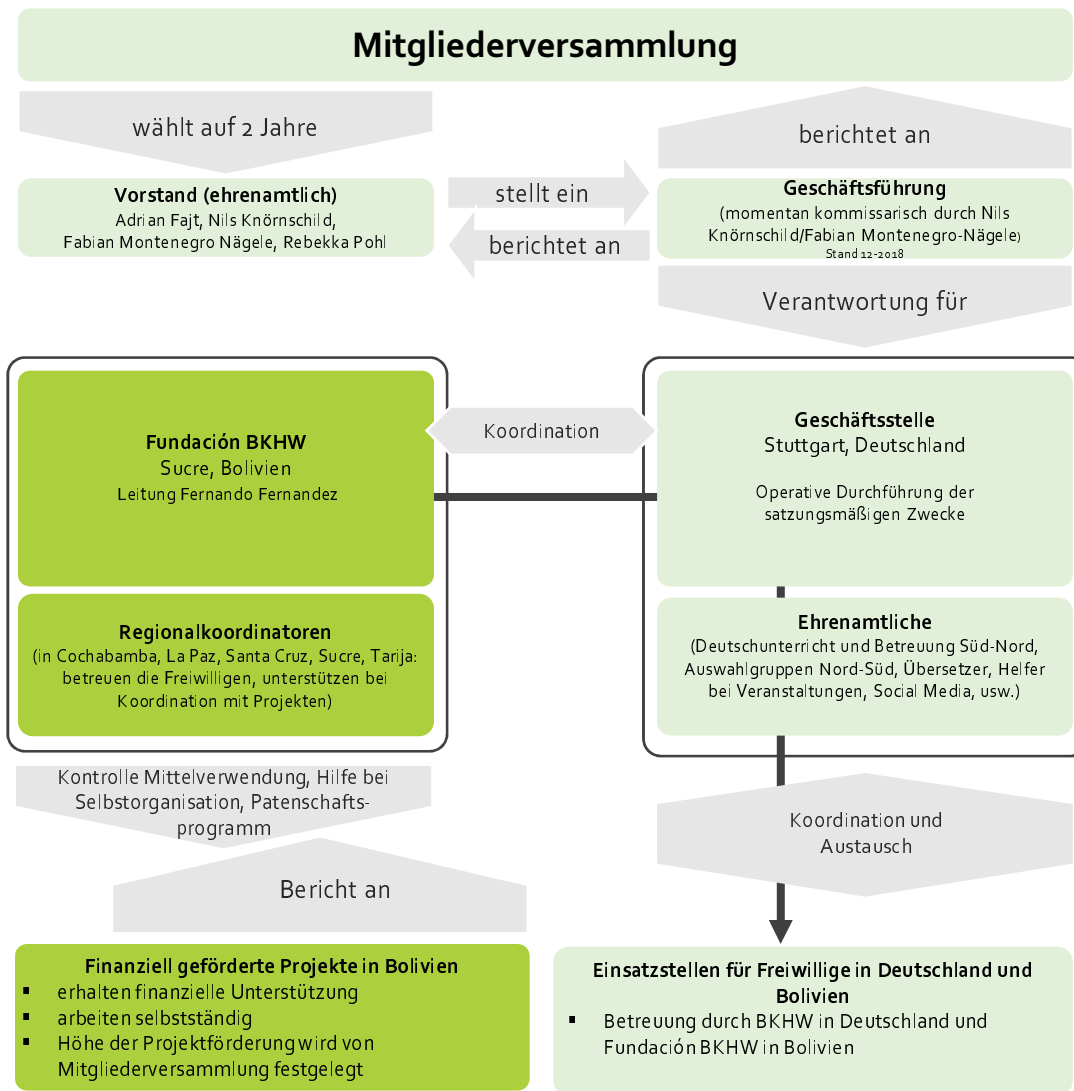 Mitgliederversammlung
wählt auf 2 Jahre
berichtet an
Vorstand (ehrenamtlich)
Adrian Fajt, Nils Knörnschild,
Fabian Montenegro Nägele, Rebekka Pohl
stellt ein
berichtet an
Geschäftsführung
(momentan kommissarisch durch Nils
Knörnschild/Fabian Montenegro-Nägele)
Stand 12-2018
Verantwortung für
Fundación BKHW
Sucre, Bolivien
Leitung Fernando Fernandez
Koordination
Geschäftsstelle
Stuttgart, Deutschland
Operative Durchführung der
satzungsmäßigen Zwecke
Regionalkoordinatoren
(in Cochabamba, La Paz, Santa Cruz, Sucre, Tarija:
betreuen die Freiwilligen, unterstützen bei
Koordination mit Projekten)
Ehrenamtliche
(Deutschunterricht und Betreuung Süd-Nord,
Auswahlgruppen Nord-Süd, Übersetzer, Helfer
bei Veranstaltungen, Social Media, usw.)
Kontrolle Mittelverwendung, Hilfe bei
Selbstorganisation, Patenschafts-
programm
Koordination und
Austausch
Bericht an
Finanziell geförderte Projekte in Bolivien
▪ erhalten finanzielle Unterstützung
▪ arbeiten selbstständig
▪ Höhe der Projektförderung wird von
Mitgliederversammlung festgelegt
Einsatzstellen für Freiwillige in Deutschland und
Bolivien
▪ Betreuung durch BKHW in Deutschland und
Fundación BKHW in Bolivien